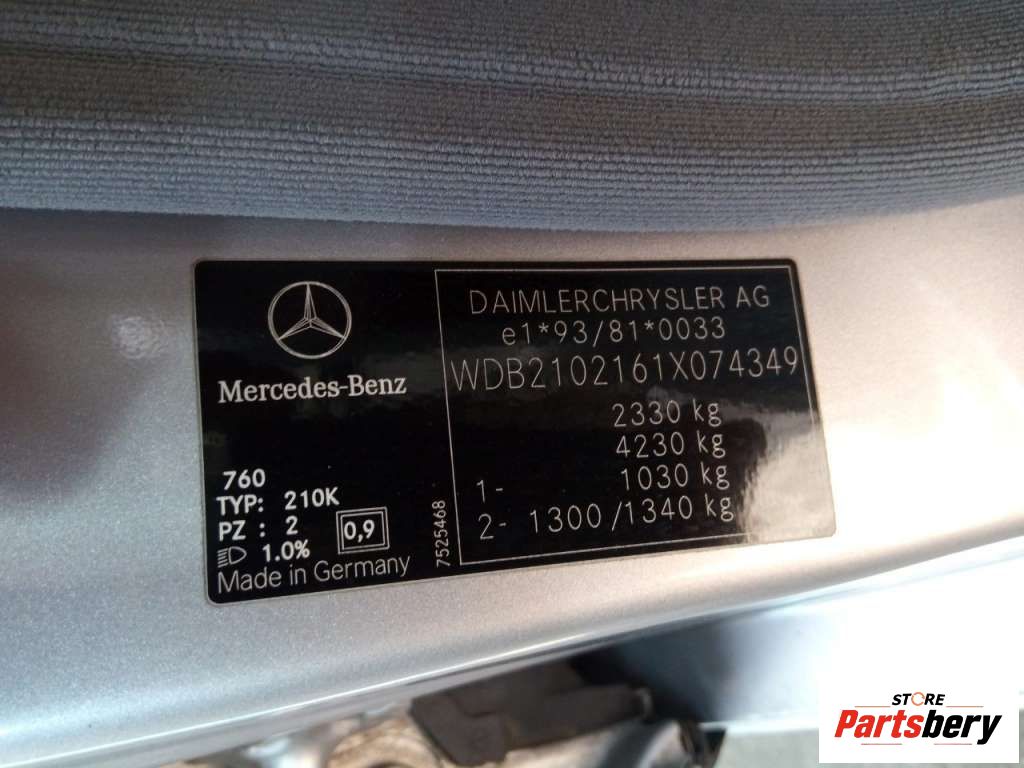 Mercedes-Benz
760
TYP: 210K
PZ : 2
0,9
1.0%
Made in Germany
7525468
DAIMLERCHRYSLER AG
e1*93/81*0033
WDB2102161X074349
2330 kg
4230 kg
1- 1030 kg
2- 1300/1340 kg
STORE
Partsbery